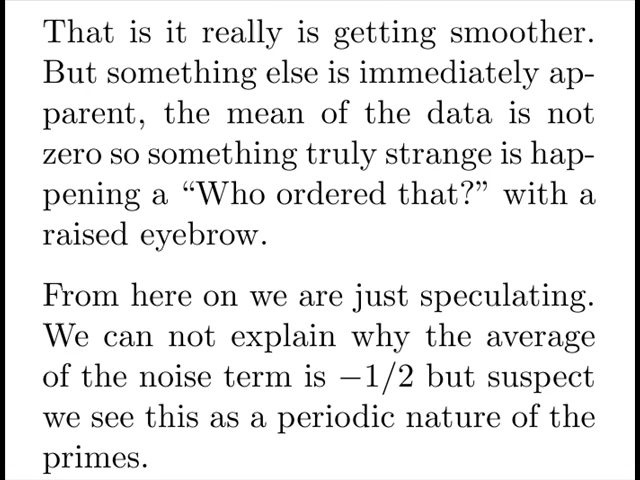 That is it really is getting smoother.
But something else is immediately ap-
parent, the mean of the data is not
zero so something truly strange is hap-
pening a “Who ordered that?” with a
raised eyebrow.
From here on we are just speculating.
We can not explain why the average
of the noise term is −1/2 but suspect
we see this as a periodic nature of the
primes.